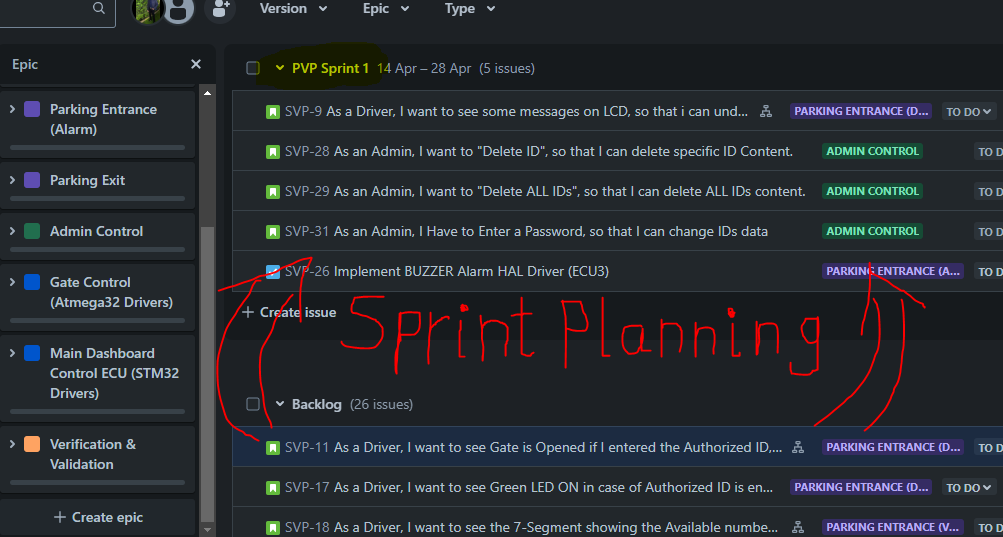 Version Epic Type
Epic
Parking Entrance
(Alarm)
Parking Exit
Admin Control
Gate Control
(Atmega32 Drivers)
Main Dashboard
Control ECU (STM32
Drivers)
Verification &
Validation
Create epic
PVP Sprint 1 14 Apr – 28 Apr (5 issues)
SVP-9 As a Driver, I want to see some messages on LCD, so that i can und... PARKING ENTRANCE (D... TO DO
SVP-28 As an Admin, I want to "Delete ID", so that I can delete specific ID Content. ADMIN CONTROL TO D
SVP-29 As an Admin, I want to "Delete ALL IDs", so that I can delete ALL IDs content. ADMIN CONTROL TO D
SVP-31 As an Admin, I Have to Enter a Password, so that I can change IDs data ADMIN CONTROL TO D
SVP-26 Implement BUZZER Alarm HAL Driver (ECU3) PARKING ENTRANCE (A... TO D
Create issue
Sprint Planning
Backlog (26 issues)
SVP-11 As a Driver, I want to see Gate is Opened if I entered the Authorized ID,... PARKING ENTRANCE (D... TO D
SVP-17 As a Driver, I want to see Green LED ON in case of Authorized ID is en... PARKING ENTRANCE (D... TO DO
SVP-18 As a Driver, I want to see the 7-Segment showing the Available numbe... PARKING ENTRANCE (V... TO D